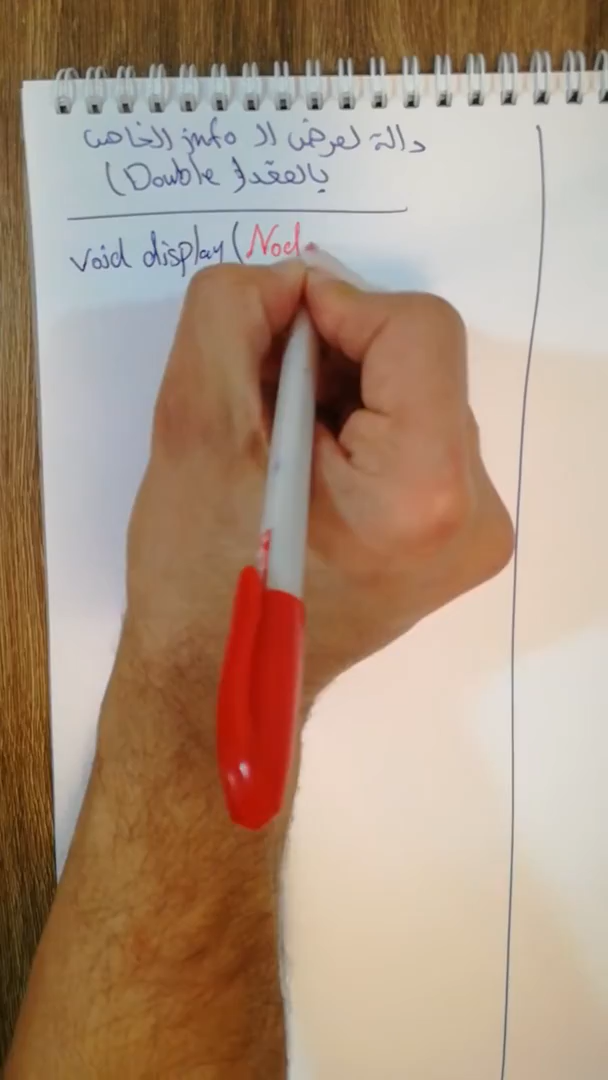 دالة لعرض الـ info الخاص
بالعقد (Double)
void display (Nod